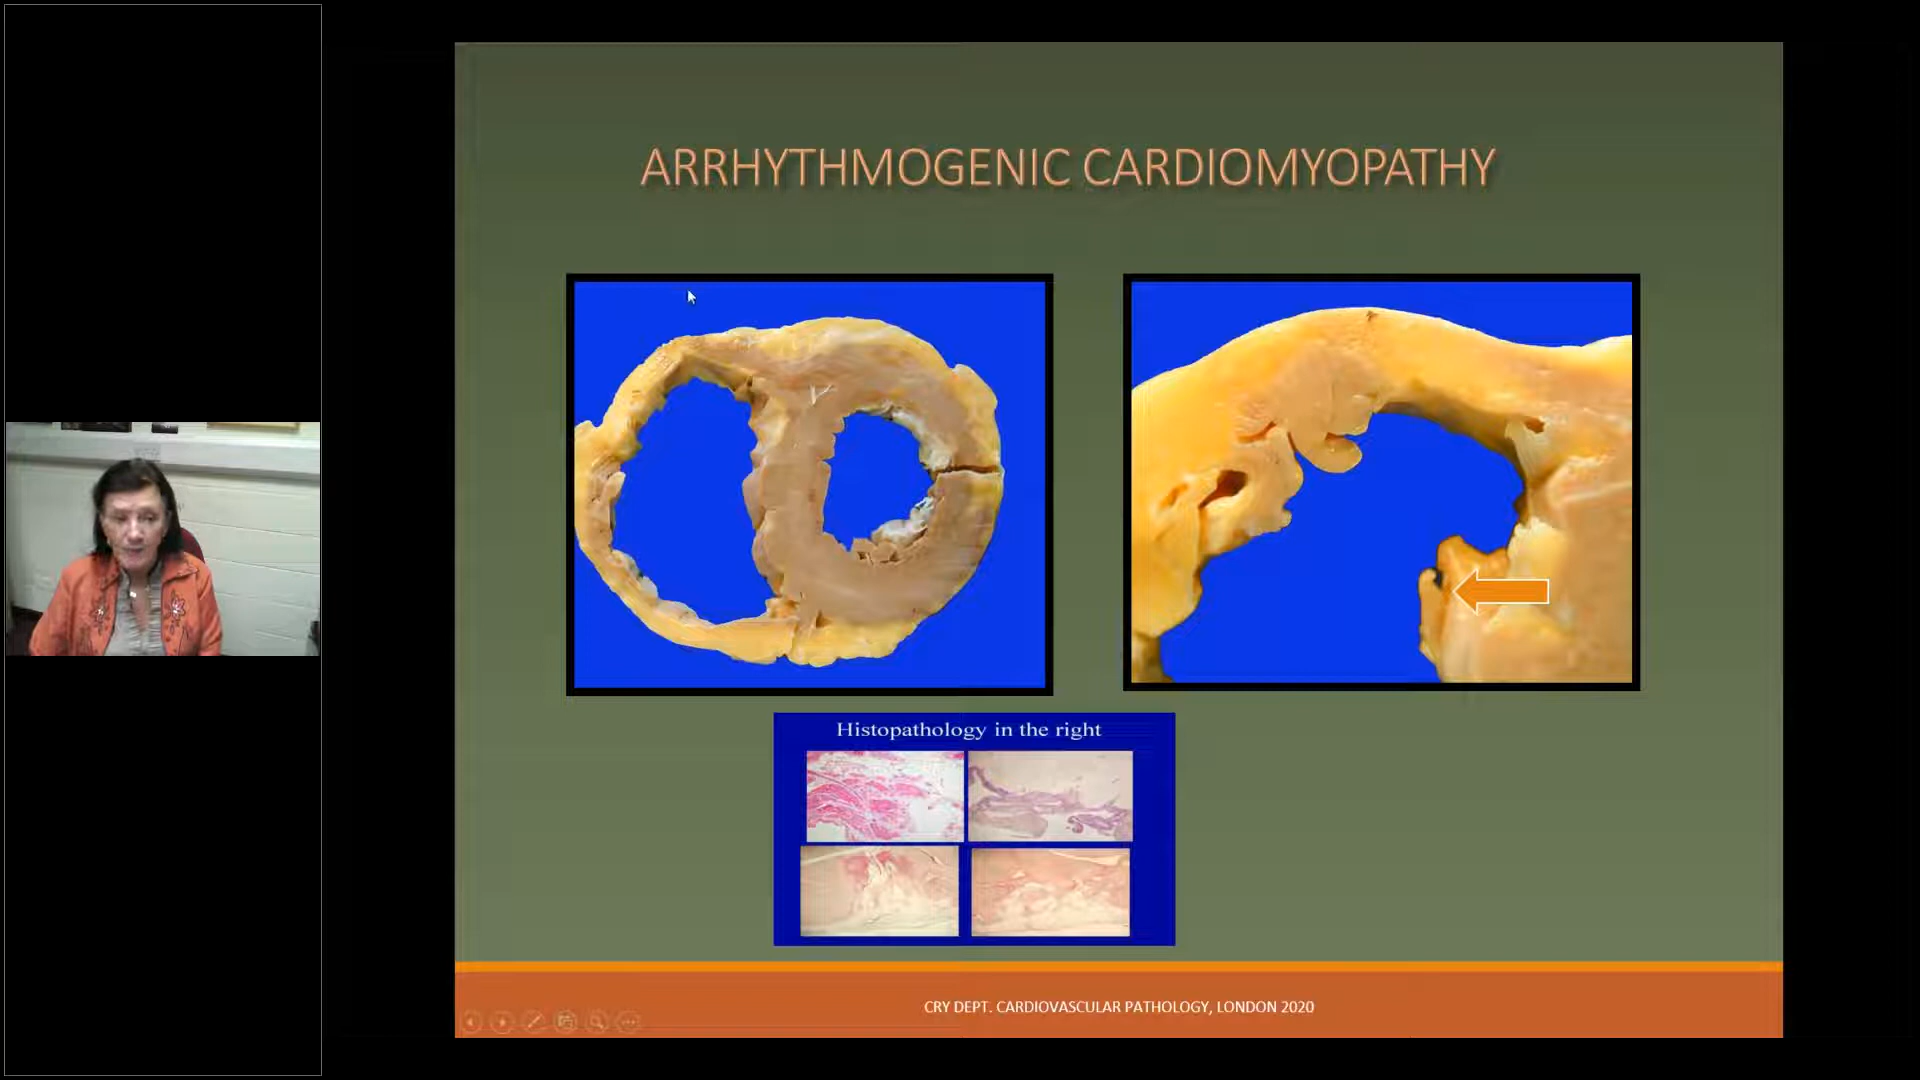 ARRHYTHMOGENIC CARDIOMYOPATHY
Histopathology in the right
CRY DEPT. CARDIOVASCULAR PATHOLOGY, LONDON 2020